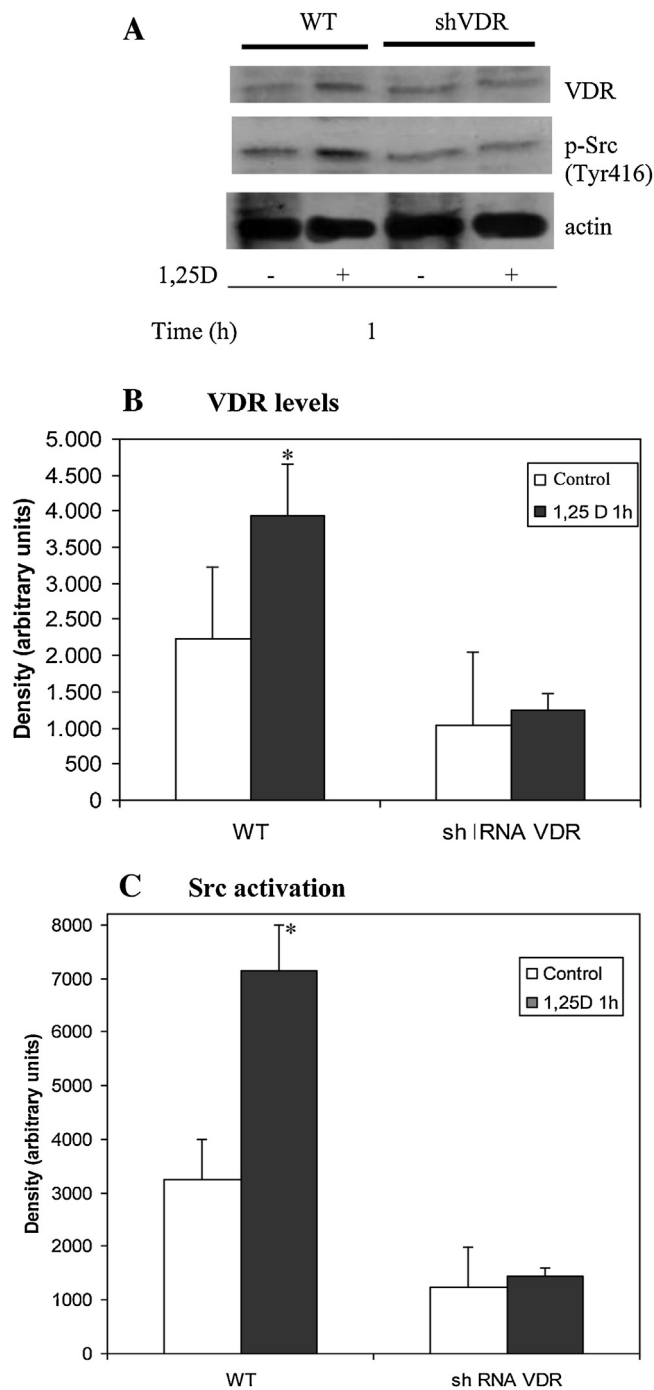 A
WT shVDR
VDR
p-Src
(Tyr416)
actin
1,25D - + - +
Time (h) 1
B VDR levels
Density (arbitrary units)
5.000
4.500
4.000
3.500
3.000
2.500
2.000
1.500
1.000
500
0
*
Control
1,25 D 1h
WT sh |RNA VDR
C Src activation
Density (arbitrary units)
8000
7000
6000
5000
4000
3000
2000
1000
0
*
Control
1,25D 1h
WT sh RNA VDR